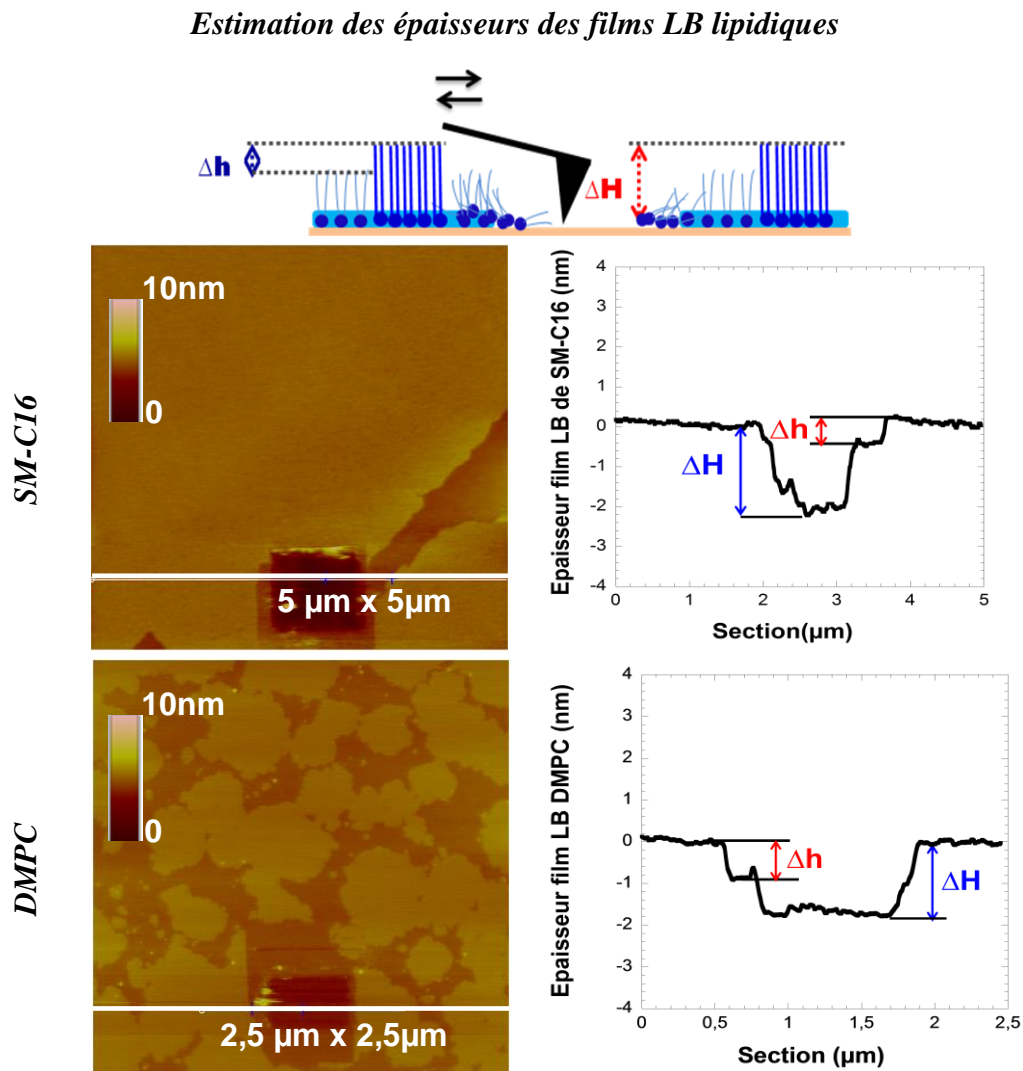 Estimation des épaisseurs des films LB lipidiques
Δh
ΔH
SM-C16
10nm
0
5 µm x 5µm
Epaisseur film LB de SM-C16 (nm)
4
3
2
1
0
-1
-2
-3
-4
Δh
ΔH
0 1 2 3 4 5
Section(µm)
DMPC
10nm
0
2,5 µm x 2,5µm
Epaisseur film LB DMPC (nm)
4
3
2
1
0
-1
-2
-3
-4
Δh
ΔH
0 0,5 1 1,5 2 2,5
Section (µm)